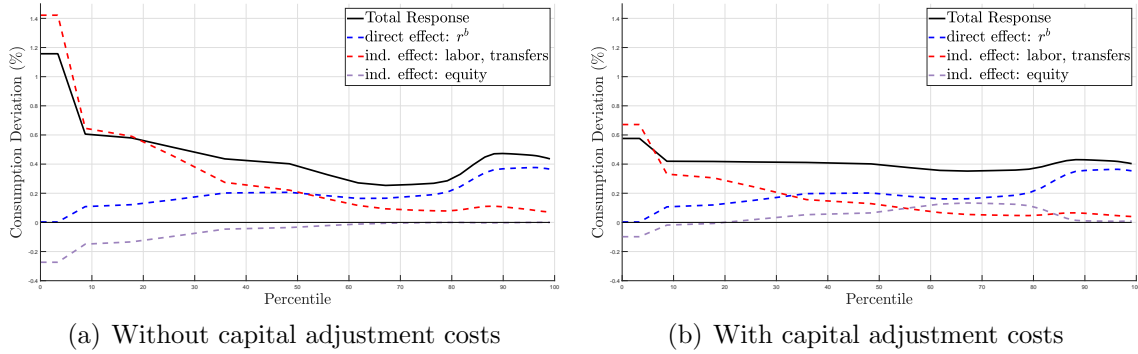 Total Response
direct effect: r^b
ind. effect: labor, transfers
ind. effect: equity
Consumption Deviation (%)
1.4
1.2
1
0.8
0.6
0.4
0.2
0
-0.2
-0.4
0 10 20 30 40 50 60 70 80 90 100
Percentile
(a) Without capital adjustment costs
Total Response
direct effect: r^b
ind. effect: labor, transfers
ind. effect: equity
Consumption Deviation (%)
1.4
1.2
1
0.8
0.6
0.4
0.2
0
-0.2
-0.4
0 10 20 30 40 50 60 70 80 90 100
Percentile
(b) With capital adjustment costs